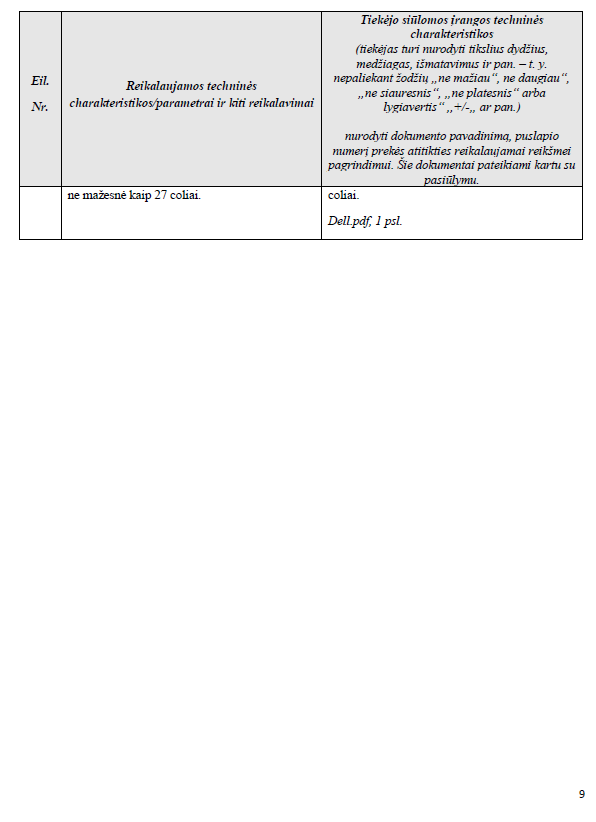 Eil.
Nr.
Reikalaujamos techninės
charakteristikos/parametrai ir kiti reikalavimai
Tiekėjo siūlomos įrangos techninės
charakteristikos
(tiekėjas turi nurodyti tikslius dydžius,
medžiagas, išmatavimus ir pan. – t. y.
nepaliekant žodžių „ne mažiau“, ne daugiau“,
„ne siauresnis“, „ne platesnis“ arba
lygiavertis“ „+/-„ ar pan.)
nurodyti dokumento pavadinimą, puslapio
numerį prekės atitikties reikalaujamai reikšmei
pagrindimui. Šie dokumentai pateikiami kartu su
pasiūlymu.
ne mažesnė kaip 27 coliai.
coliai.
Dell.pdf, 1 psl.
9